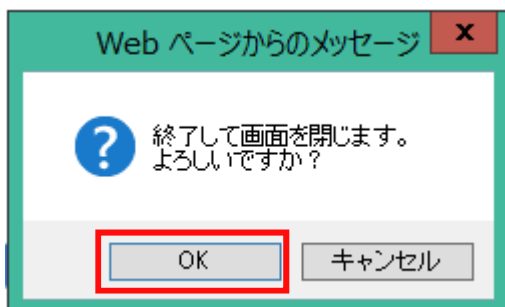 Web ページからのメッセージ
x
終了して画面を閉じます。
よろしいですか？
OK
キャンセル